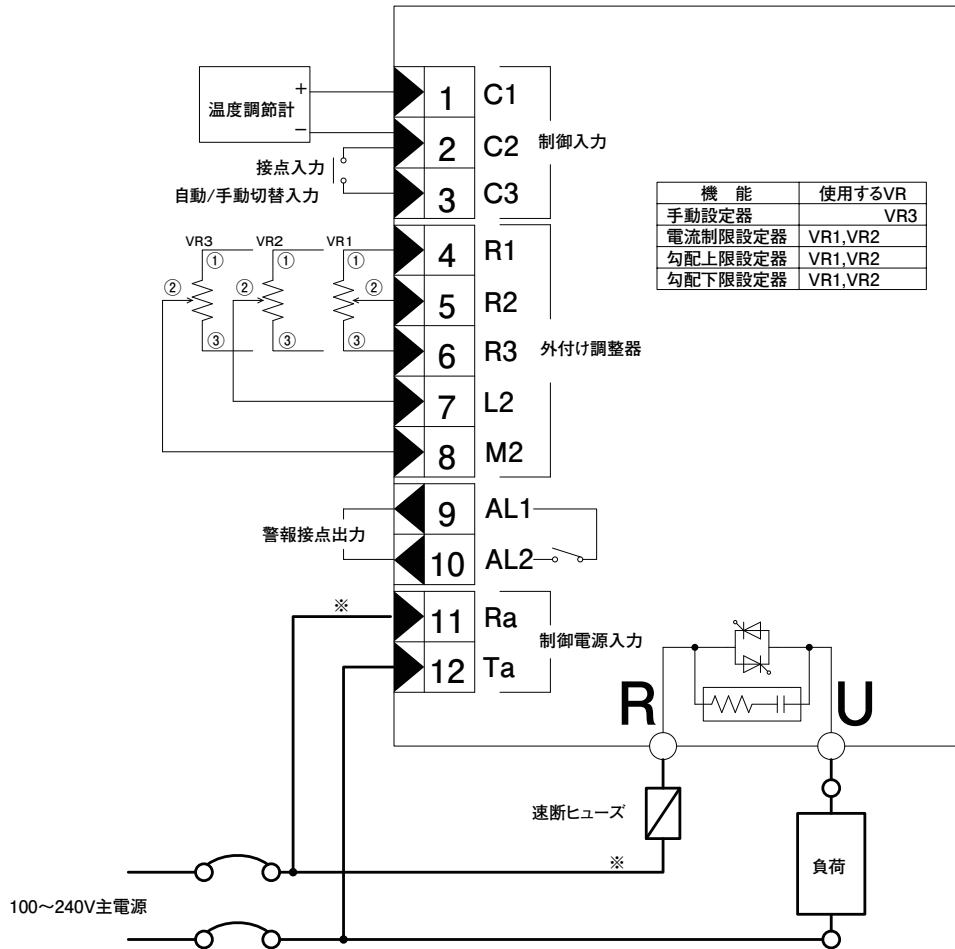 温度調節計
+
−
接点入力
自動/手動切替入力
1 C1
2 C2
3 C3
制御入力
機 能 使用するVR
手動設定器 VR3
電流制限設定器 VR1,VR2
勾配上限設定器 VR1,VR2
勾配下限設定器 VR1,VR2
VR3 VR2 VR1
① ① ①
② ② ②
③ ③ ③
4 R1
5 R2
6 R3
7 L2
8 M2
外付け調整器
警報接点出力
9 AL1
10 AL2
※
11 Ra
12 Ta
制御電源入力
R U
速断ヒューズ
※
負荷
100〜240V主電源